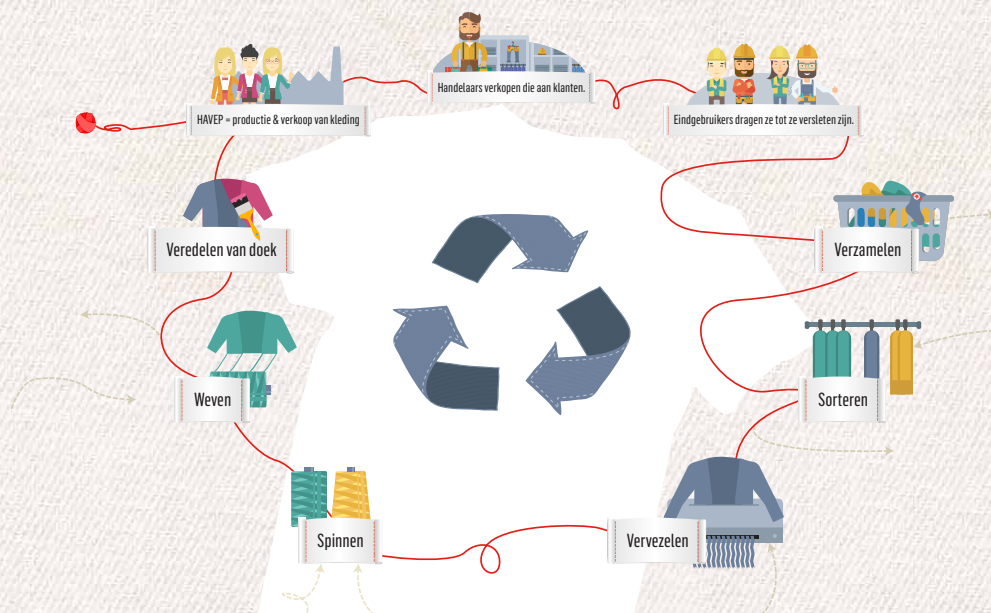 Handelaars verkopen die aan klanten.
HAVEP = productie & verkoop van kleding
Eindgebruikers dragen ze tot ze versleten zijn.
Veredelen van doek
Verzamelen
Weven
Sorteren
Spinnen
Vervezelen